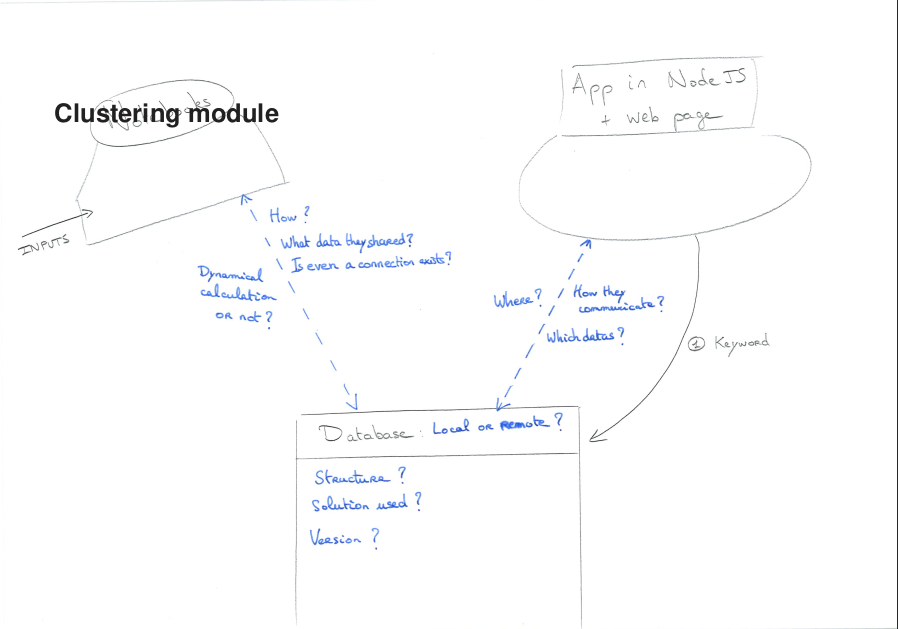 Clustering module
App in NodeJS
+ web page
INPUTS
How?
What data they shared?
Is even a connection exists?
Dynamical
calculation
OR not?
Where?
How they
communicate?
Which datas?
1 Keyword
Database: Local or remote?
Structure?
Solution used?
Version?